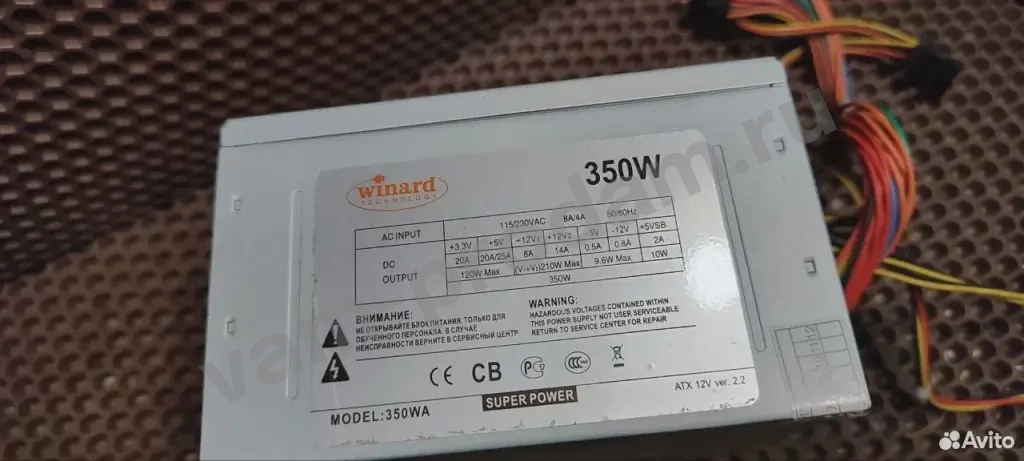 winard
TECHNOLOGY
350W
AC INPUT 115/230VAC 8A/4A 50/60Hz
DC OUTPUT
+3.3V +5V +12V1 +12V2 -5V -12V +5VSB
20A 20A/25A 8A 14A 0.5A 0.8A 2A
120W Max (V1+V2)210W Max 9.6W Max 10W
350W
ВНИМАНИЕ:
НЕ ОТКРЫВАЙТЕ БЛОК ПИТАНИЯ, ТОЛЬКО ДЛЯ
ОБУЧЕННОГО ПЕРСОНАЛА. В СЛУЧАЕ
НЕИСПРАВНОСТИ ВЕРНИТЕ В СЕРВИСНЫЙ ЦЕНТР
WARNING:
HAZARDOUS VOLTAGES CONTAINED WITHIN
THIS POWER SUPPLY NOT USER SERVICEABLE
RETURN TO SERVICE CENTER FOR REPAIR
CE CB
MODEL:350WA
SUPER POWER
ATX 12V ver. 2.2
Avito